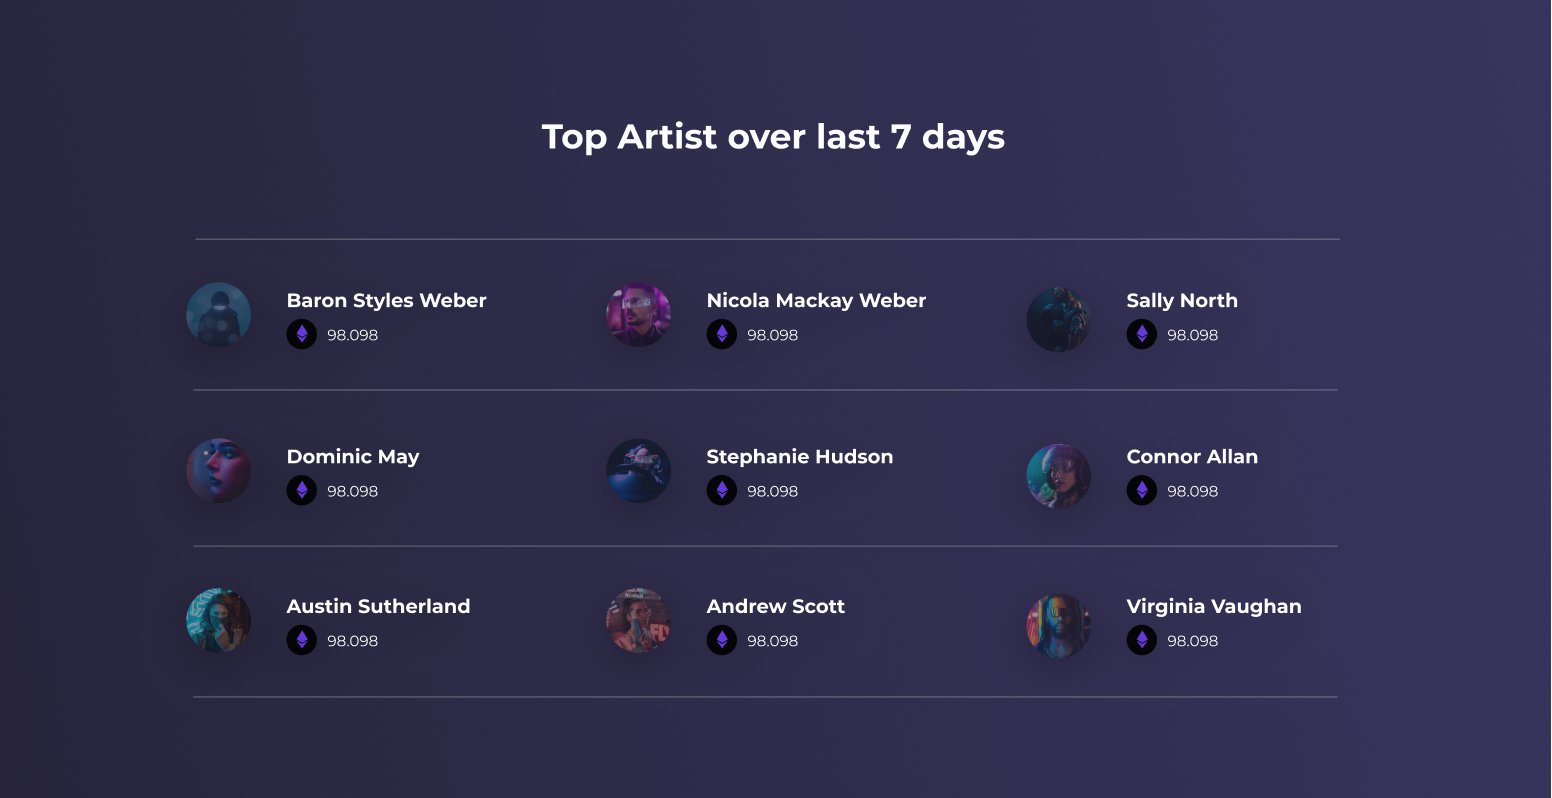 Top Artist over last 7 days
Baron Styles Weber
98.098
Nicola Mackay Weber
98.098
Sally North
98.098
Dominic May
98.098
Stephanie Hudson
98.098
Connor Allan
98.098
Austin Sutherland
98.098
Andrew Scott
98.098
Virginia Vaughan
98.098